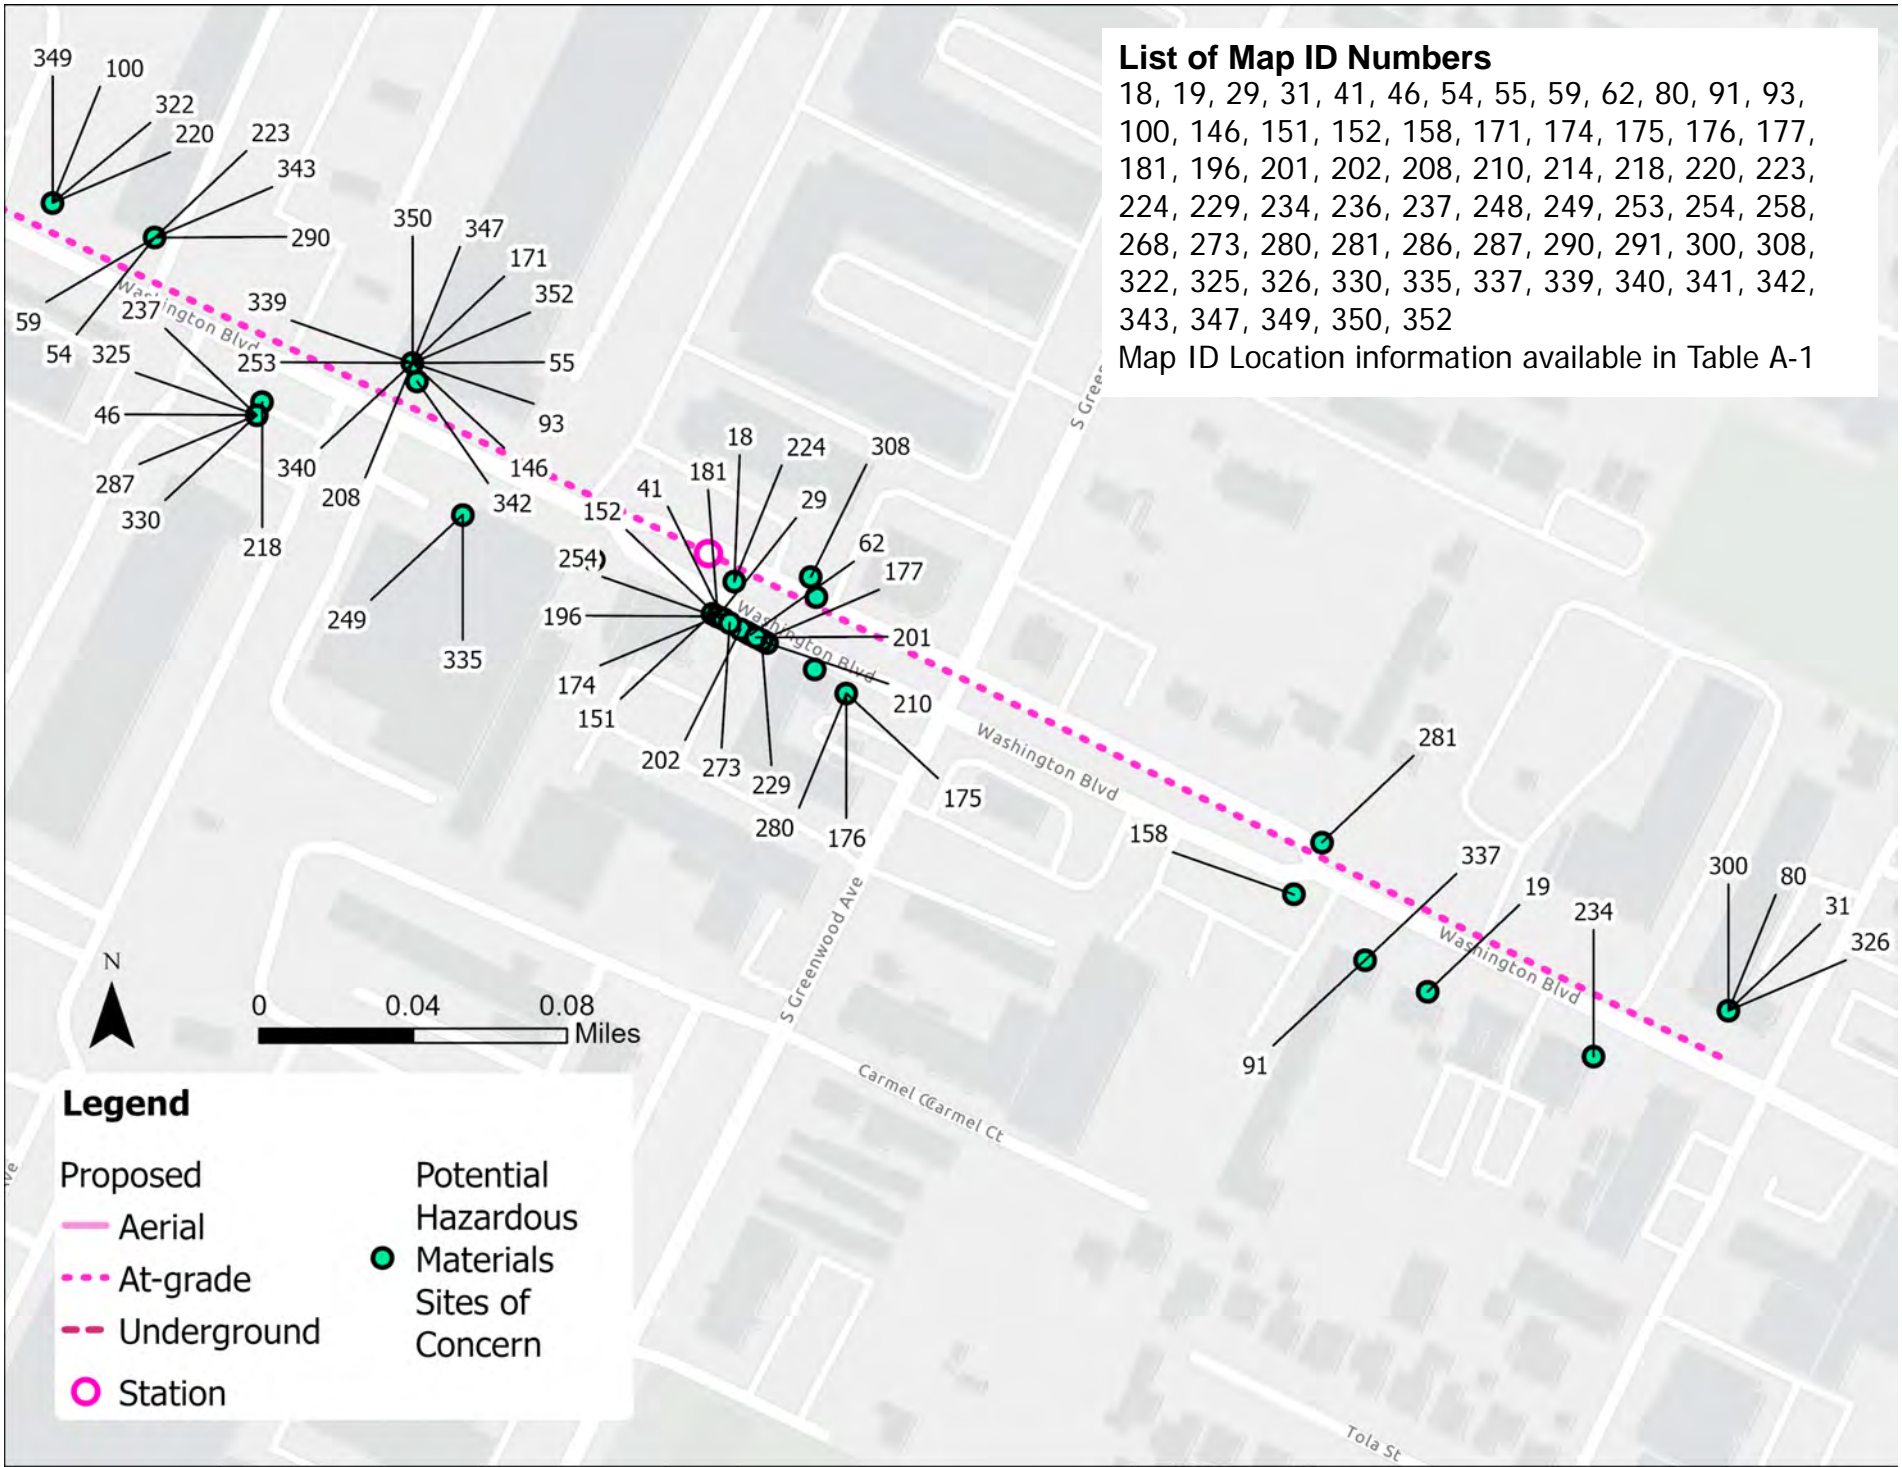 List of Map ID Numbers
18, 19, 29, 31, 41, 46, 54, 55, 59, 62, 80, 91, 93,
100, 146, 151, 152, 158, 171, 174, 175, 176, 177,
181, 196, 201, 202, 208, 210, 214, 218, 220, 223,
224, 229, 234, 236, 237, 248, 249, 253, 254, 258,
268, 273, 280, 281, 286, 287, 290, 291, 300, 308,
322, 325, 326, 330, 335, 337, 339, 340, 341, 342,
343, 347, 349, 350, 352
Map ID Location information available in Table A-1
349
100
322
220
223
343
290
59
54
350
347
171
352
339
253
55
93
146
342
340
208
237
325
46
287
330
218
249
335
Washington Blvd
18
224
308
181
29
41
152
62
177
254
196
201
174
151
210
202
273
229
280
176
175
Washington Blvd
S Gree
Washington Blvd
281
158
337
19
234
91
300
80
31
326
Washington Blvd
S Greenwood Ave
Carmel C
Carmel Ct
Tola St
ve
N
0
0.04
0.08
Miles
Legend
Proposed
Aerial
At-grade
Underground
Station
Potential
Hazardous
Materials
Sites of
Concern